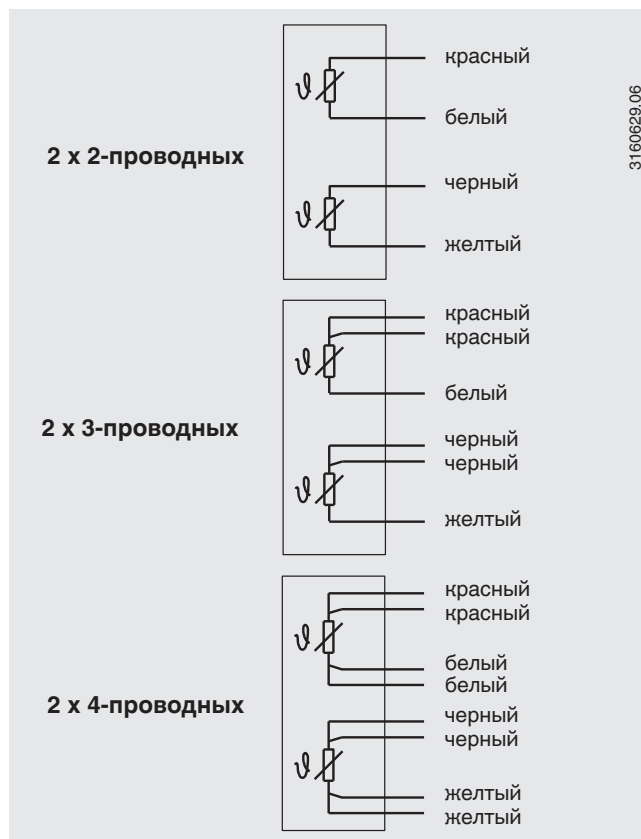 2 x 2-проводных
красный
белый
черный
желтый
3160629.06
2 x 3-проводных
красный
красный
белый
черный
черный
желтый
2 x 4-проводных
красный
красный
белый
белый
черный
черный
желтый
желтый